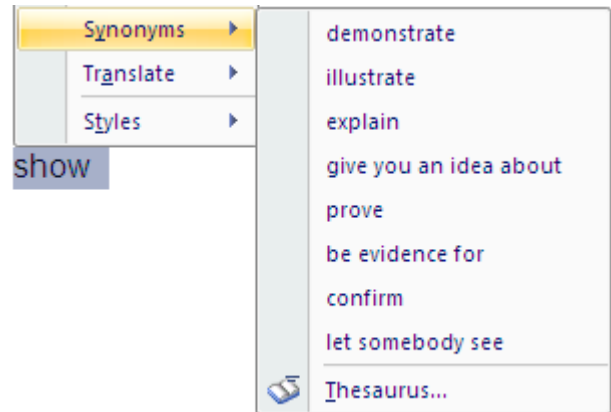 Synonyms
Translate
Styles
show
demonstrate
illustrate
explain
give you an idea about
prove
be evidence for
confirm
let somebody see
Thesaurus...